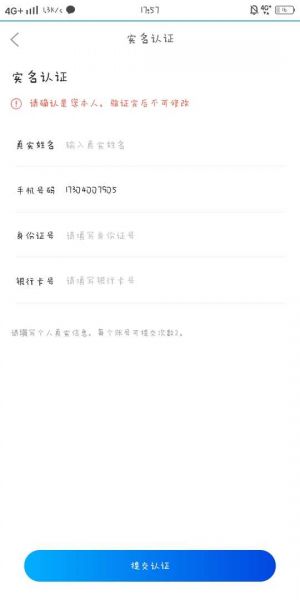 4G+ 1.3K/s 17:57 16
实名认证
实名认证
请确认是您本人，验证完后不可修改
真实姓名 输入真实姓名
手机号码 17304007905
身份证号 请填写身份证号
银行卡号 请填写银行卡号
请填写个人真实信息，每个账号可提交次数2。
提交认证